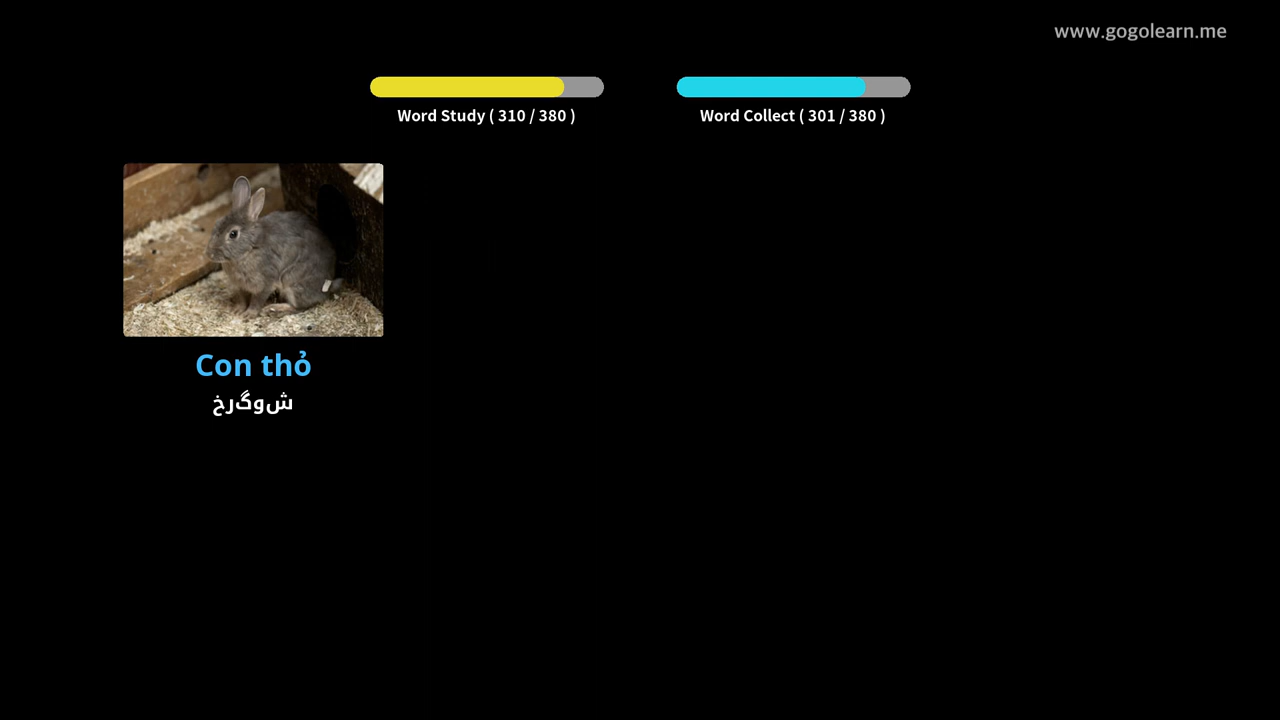 www.gogolearn.me
Word Study ( 310 / 380 )
Word Collect ( 301 / 380 )
Con thỏ
شوگرخ